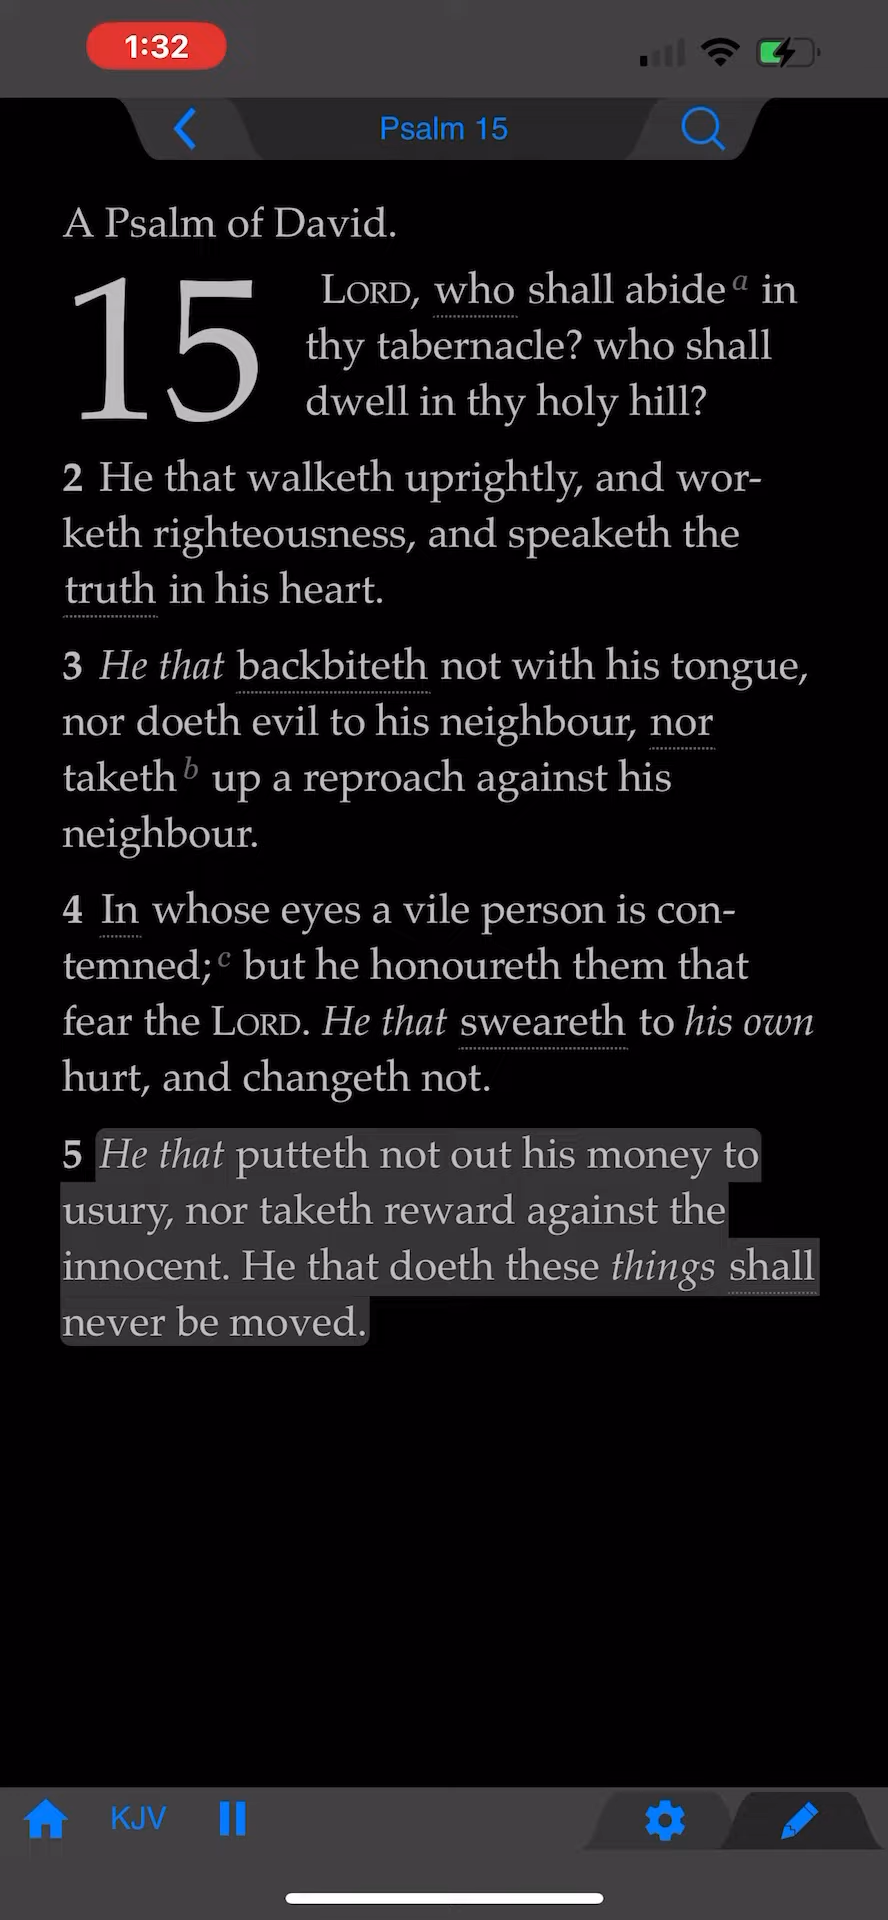 1:32
Psalm 15
A Psalm of David.
15 LORD, who shall abide a in
thy tabernacle? who shall
dwell in thy holy hill?
2 He that walketh uprightly, and wor-
keth righteousness, and speaketh the
truth in his heart.
3 He that backbiteth not with his tongue,
nor doeth evil to his neighbour, nor
taketh b up a reproach against his
neighbour.
4 In whose eyes a vile person is con-
temned; c but he honoureth them that
fear the LORD. He that sweareth to his own
hurt, and changeth not.
5 He that putteth not out his money to
usury, nor taketh reward against the
innocent. He that doeth these things shall
never be moved.
KJV